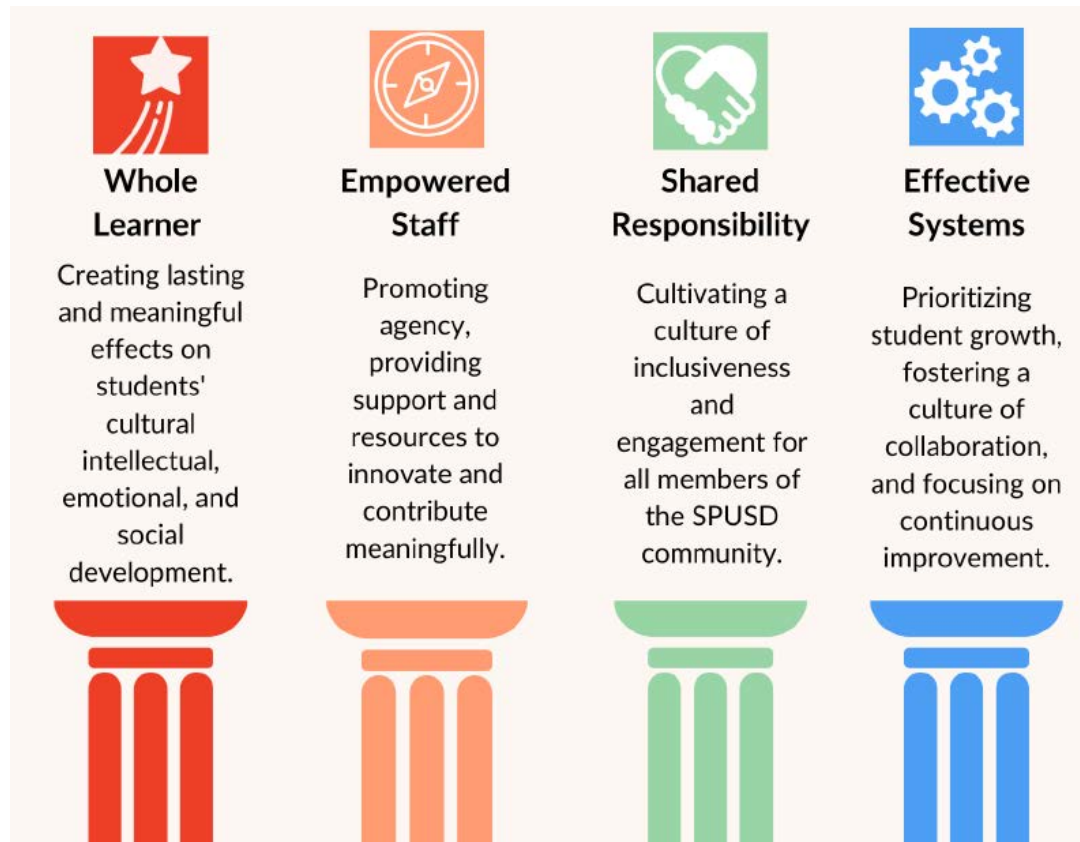 Whole
Learner
Creating lasting
and meaningful
effects on
students'
cultural
intellectual,
emotional, and
social
development.
Empowered
Staff
Promoting
agency,
providing
support and
resources to
innovate and
contribute
meaningfully.
Shared
Responsibility
Cultivating a
culture of
inclusiveness
and
engagement for
all members of
the SPUSD
community.
Effective
Systems
Prioritizing
student growth,
fostering a
culture of
collaboration,
and focusing on
continuous
improvement.